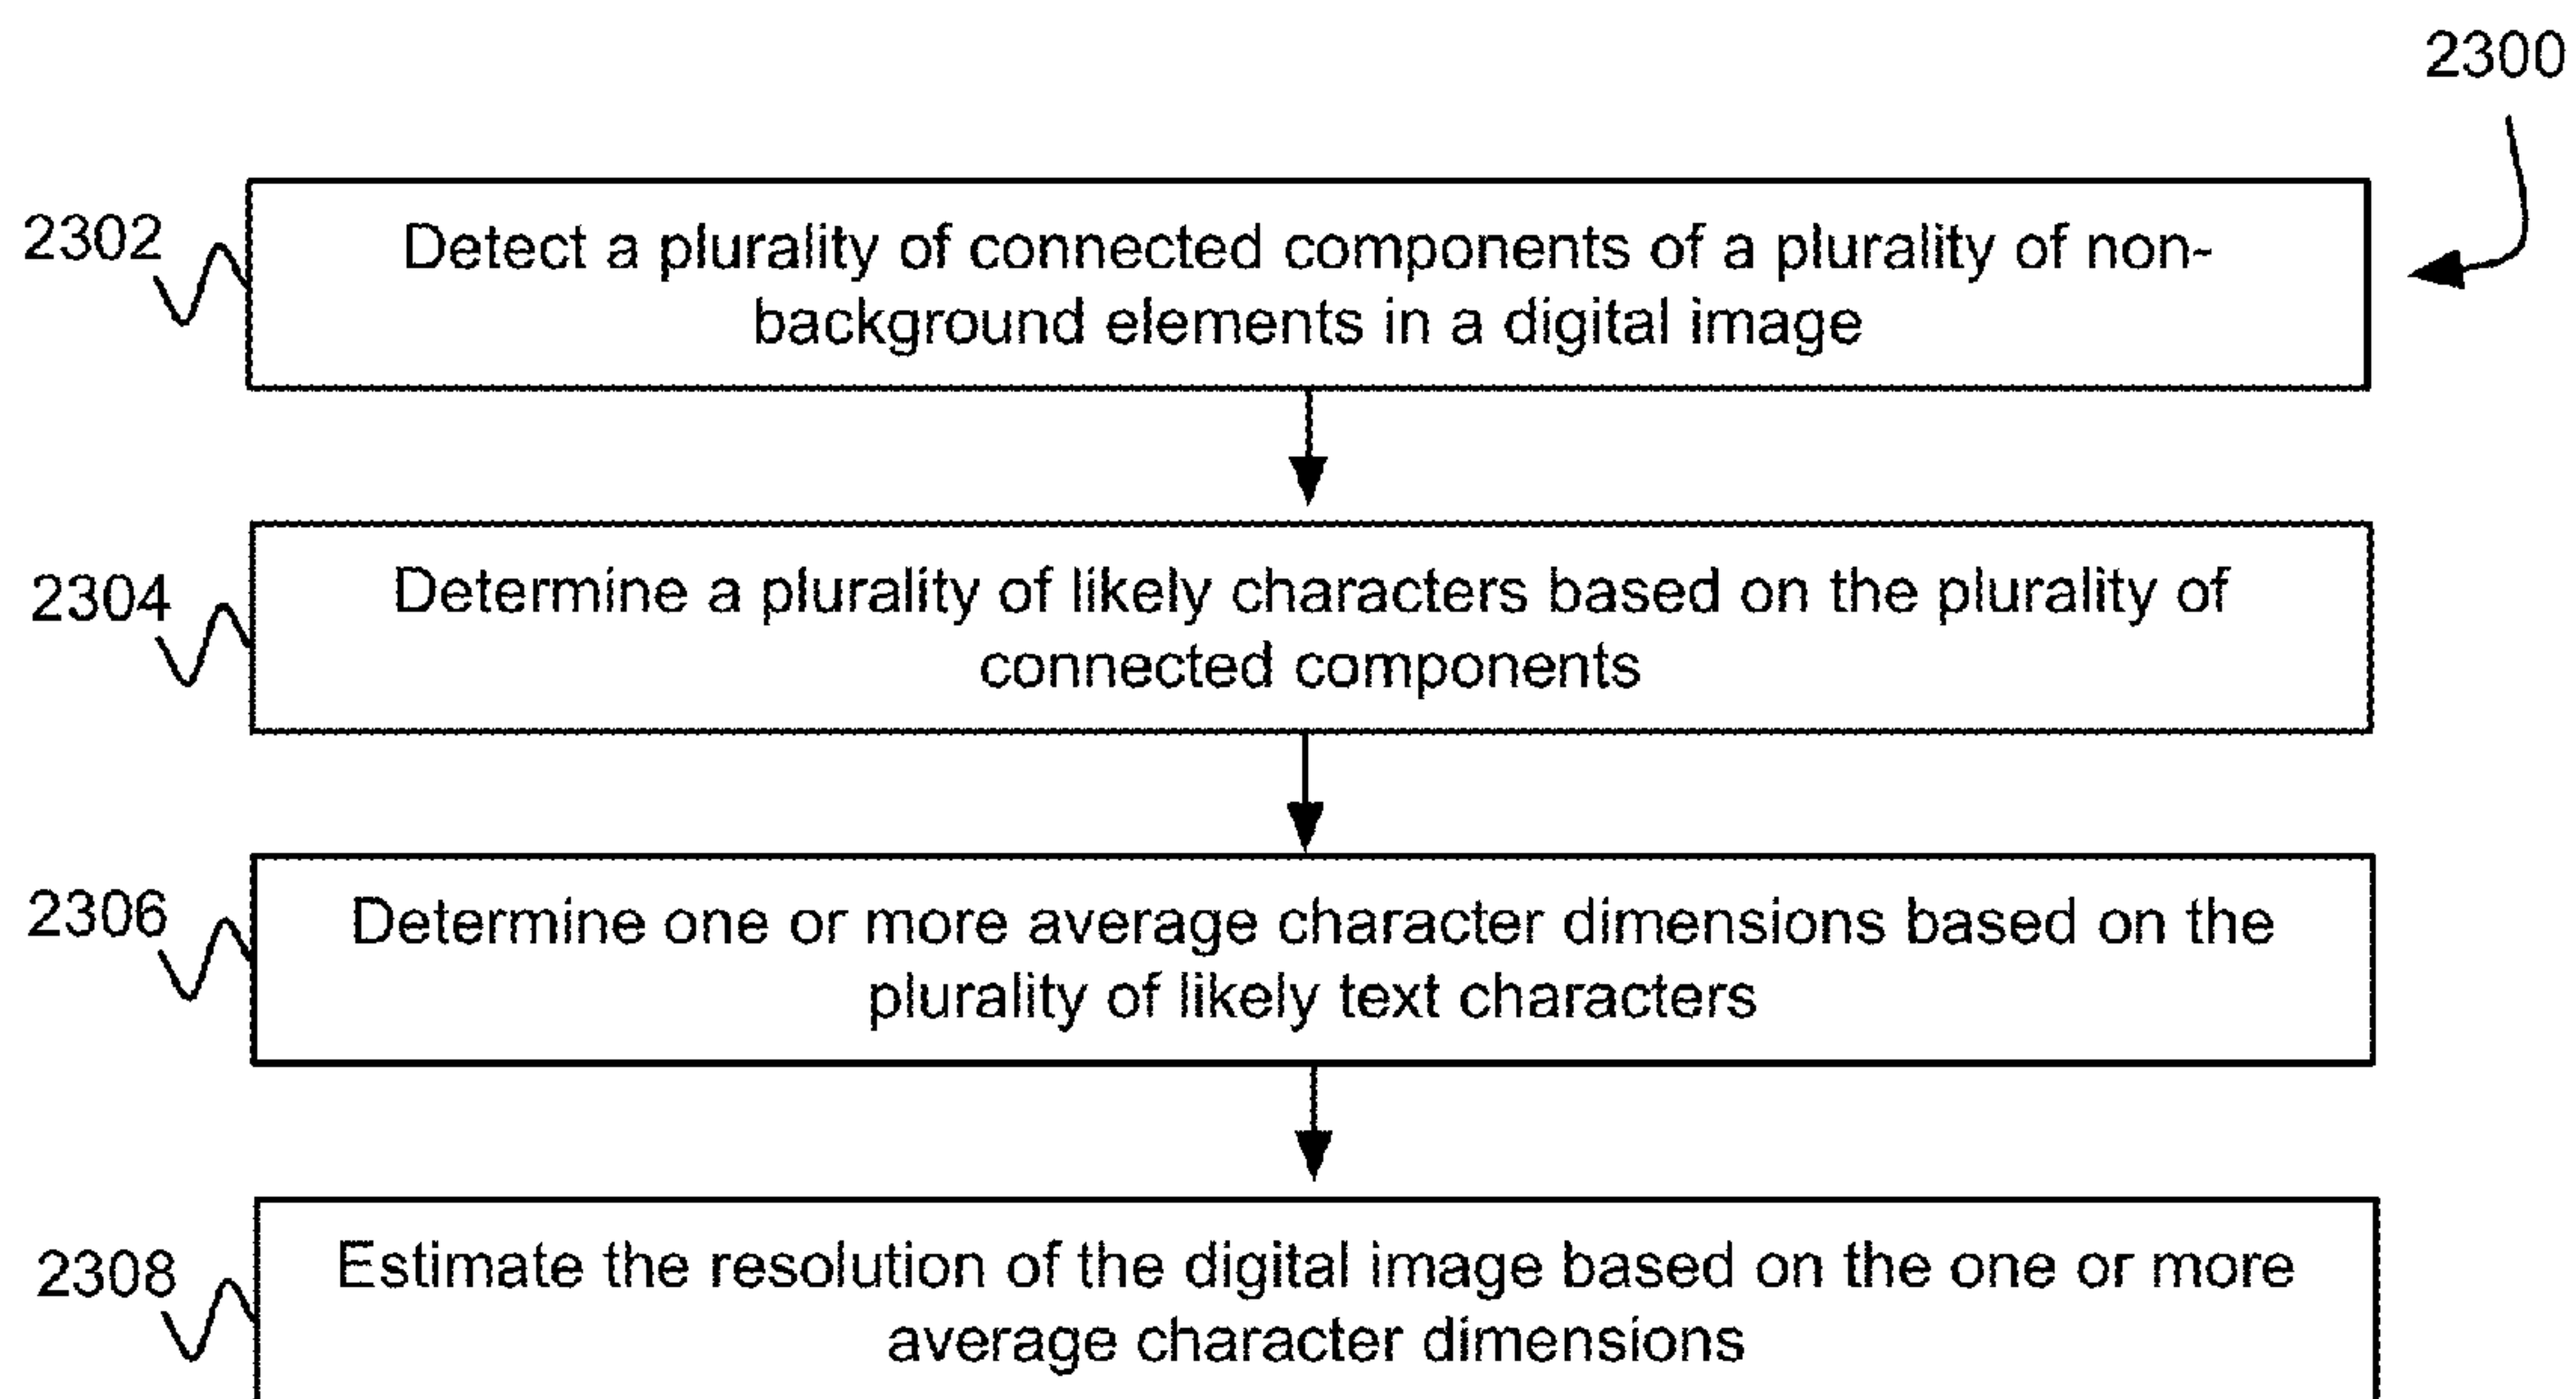 2300
2302
Detect a plurality of connected components of a plurality of non-
background elements in a digital image
2304
Determine a plurality of likely characters based on the plurality of
connected components
2306
Determine one or more average character dimensions based on the
plurality of likely text characters
2308
Estimate the resolution of the digital image based on the one or more
average character dimensions